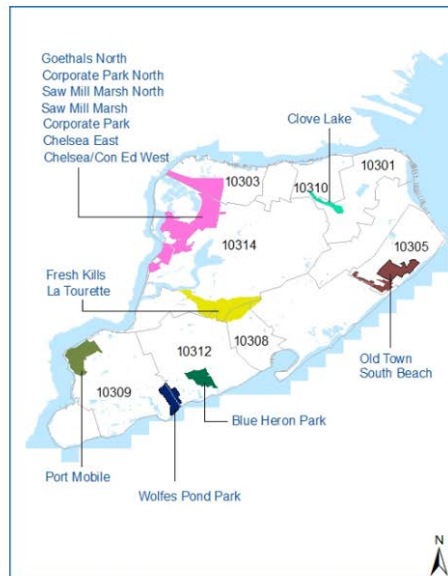 Goethals North
Corporate Park North
Saw Mill Marsh North
Saw Mill Marsh
Corporate Park
Chelsea East
Chelsea/Con Ed West
Clove Lake
10303
10301
10310
10314
10305
Fresh Kills
La Tourette
10312
10308
Old Town
South Beach
10309
Blue Heron Park
Port Mobile
Wolfes Pond Park
N